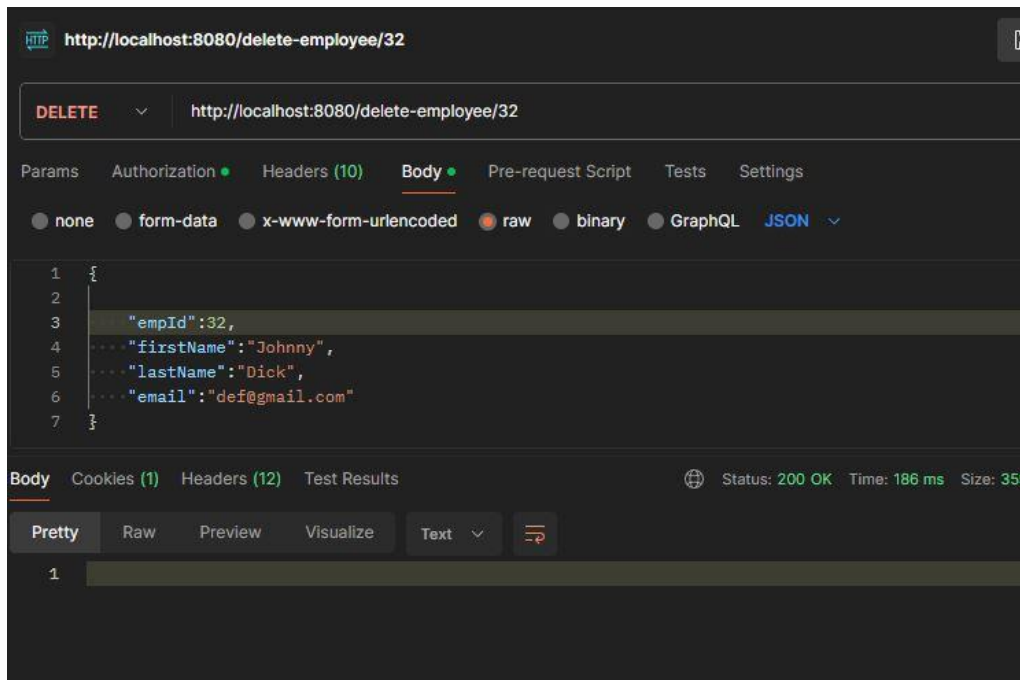 HTTP http://localhost:8080/delete-employee/32
DELETE http://localhost:8080/delete-employee/32
Params Authorization Headers (10) Body Pre-request Script Tests Settings
none form-data x-www-form-urlencoded raw binary GraphQL JSON
1 {
2
3 "empId":32,
4 "firstName":"Johnny",
5 "lastName":"Dick",
6 "email":"def@gmail.com"
7 }
Body Cookies (1) Headers (12) Test Results Status: 200 OK Time: 186 ms Size: 35
Pretty Raw Preview Visualize Text
1